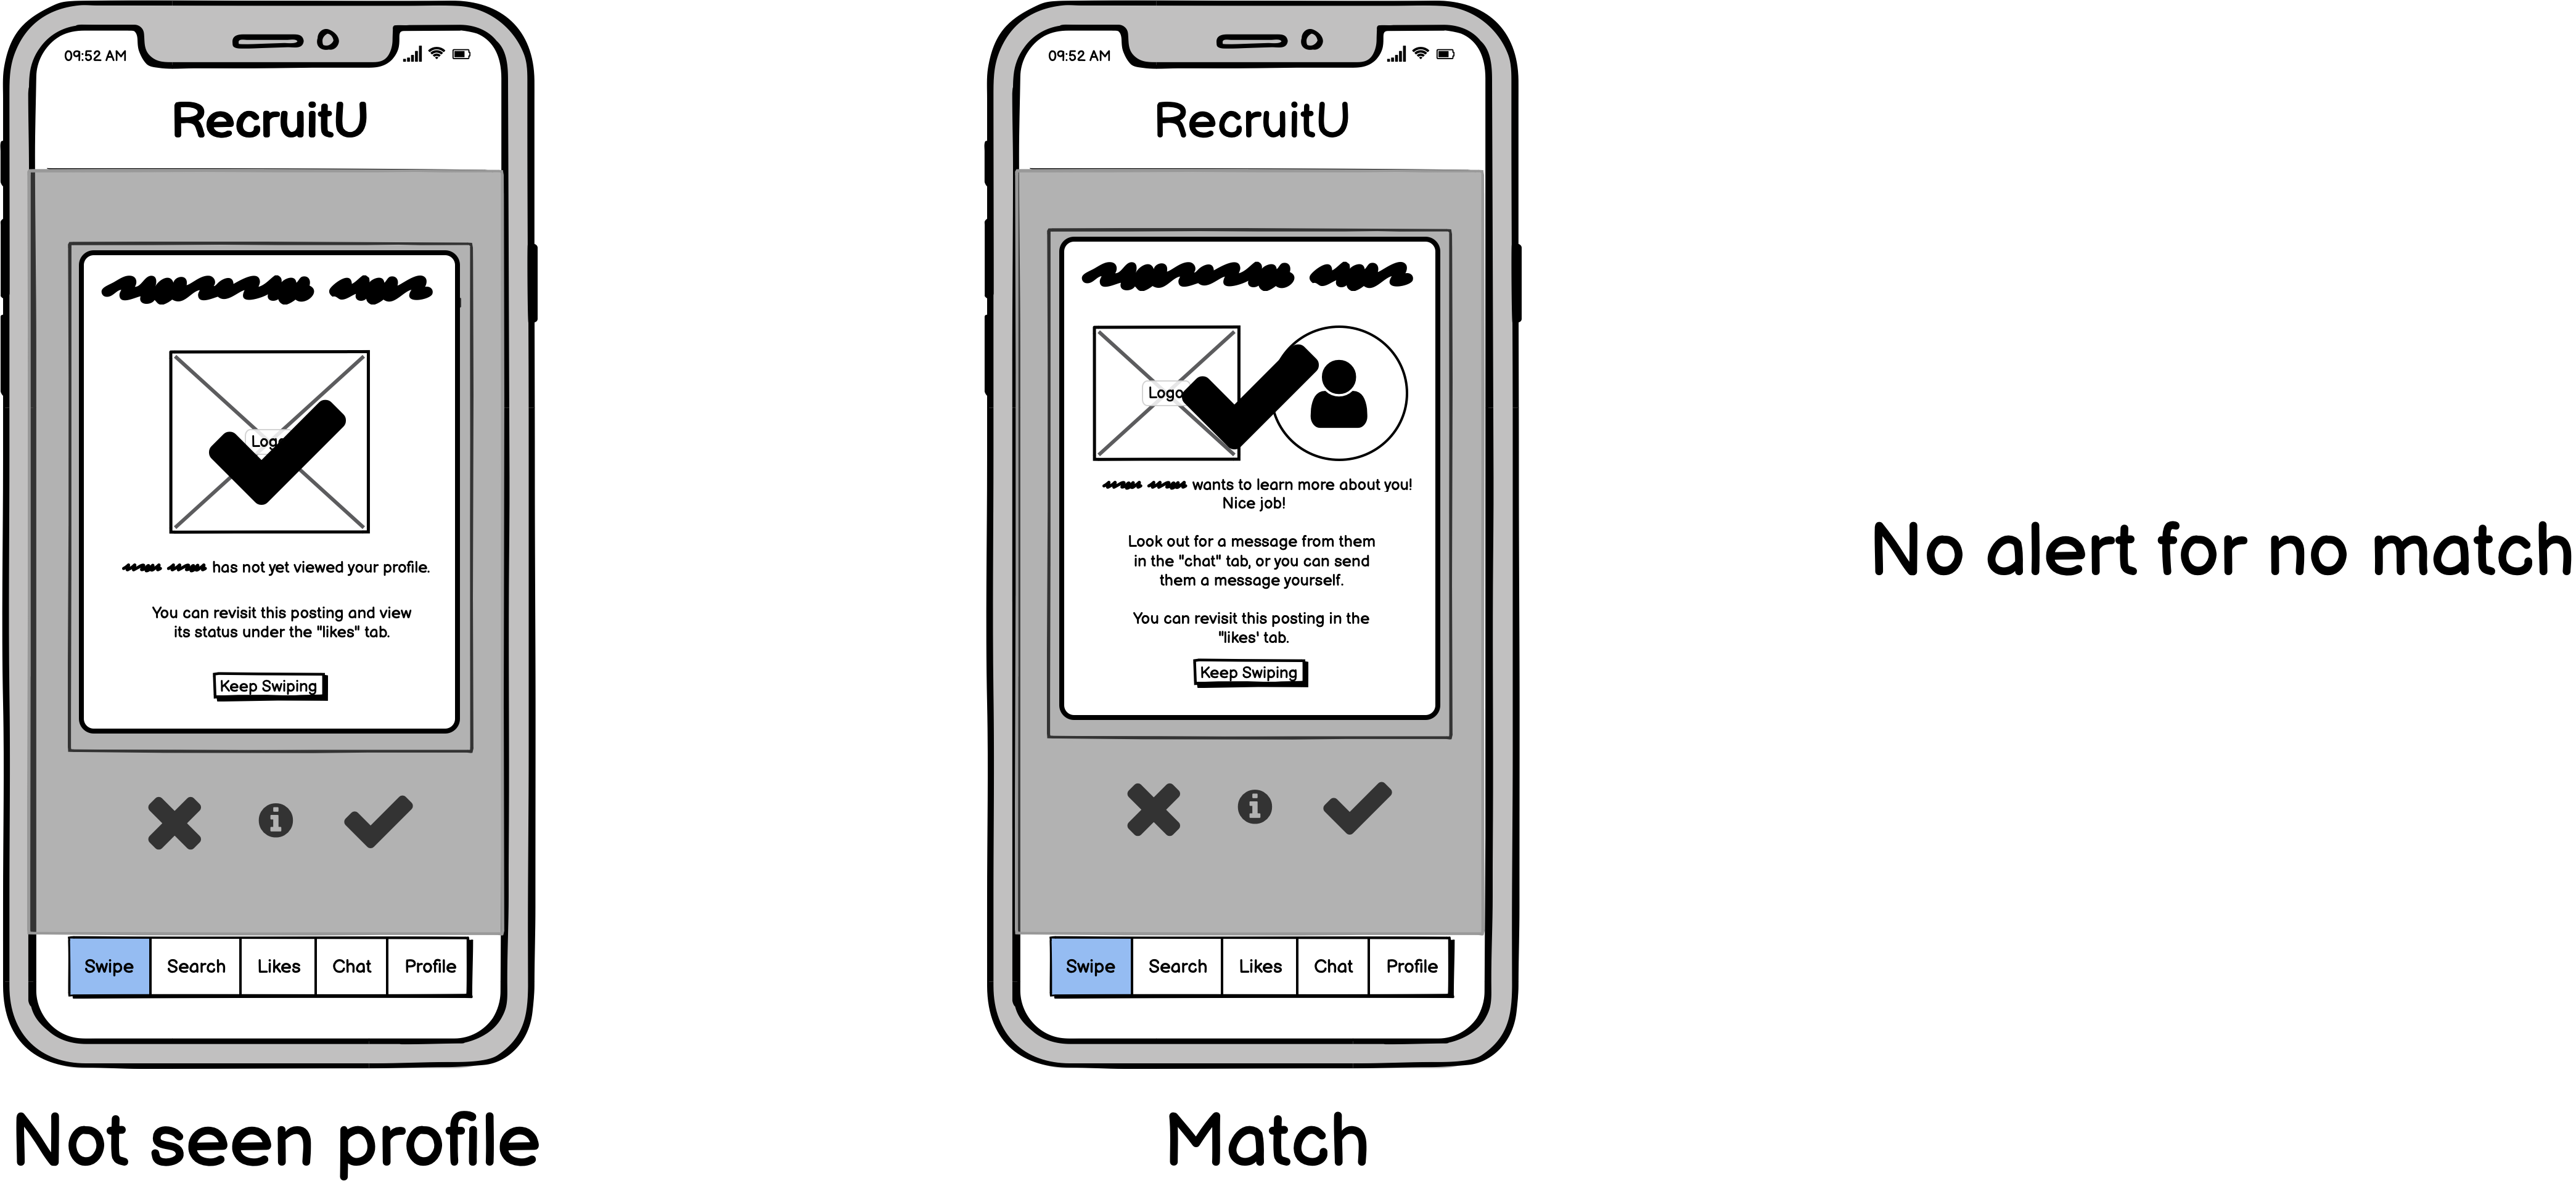 09:52 AM
RecruitU
Logo
has not yet viewed your profile.
You can revisit this posting and view
its status under the "likes" tab.
Keep Swiping
Swipe Search Likes Chat Profile
Not seen profile
09:52 AM
RecruitU
Logo
wants to learn more about you!
Nice job!
Look out for a message from them
in the "chat" tab, or you can send
them a message yourself.
You can revisit this posting in the
"likes' tab.
Keep Swiping
Swipe Search Likes Chat Profile
Match
No alert for no match